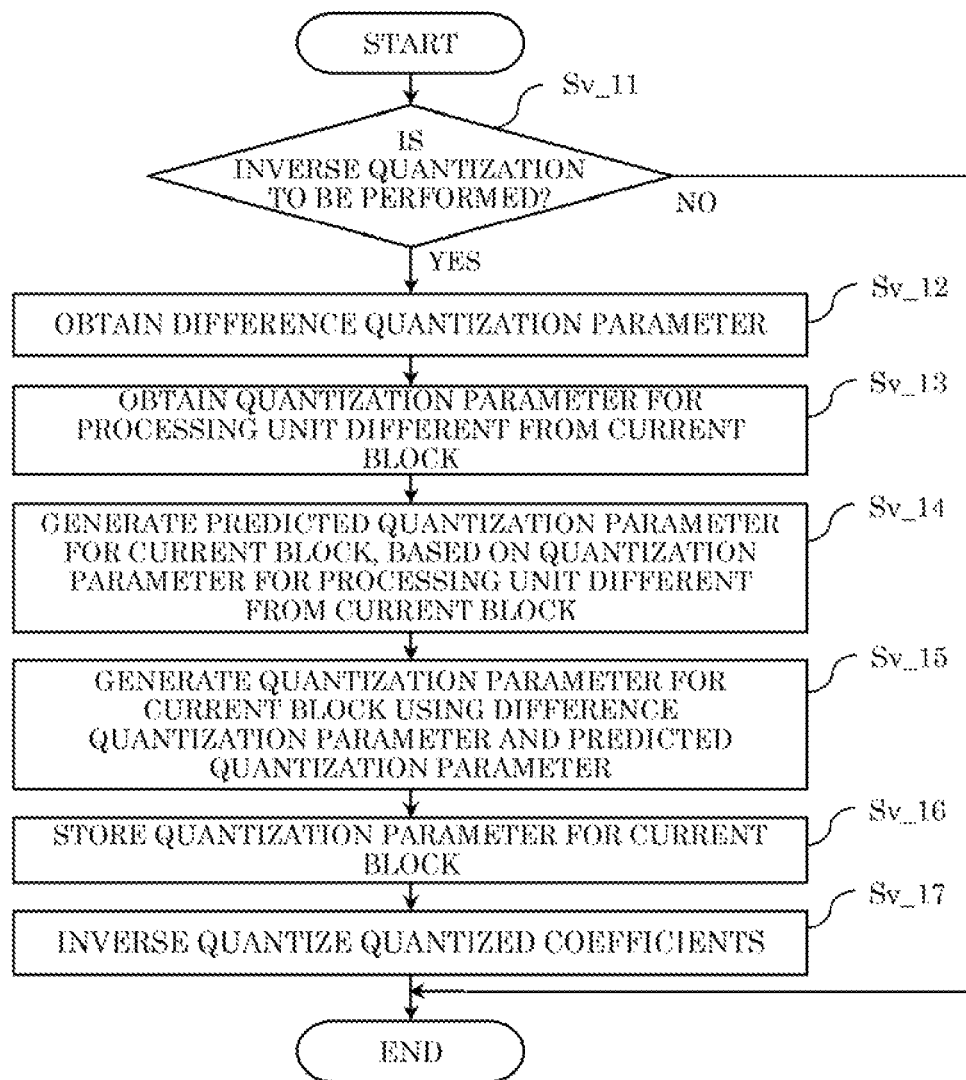 START
Sv_11
IS
INVERSE QUANTIZATION
TO BE PERFORMED?
NO
YES
Sv_12
OBTAIN DIFFERENCE QUANTIZATION PARAMETER
Sv_13
OBTAIN QUANTIZATION PARAMETER FOR
PROCESSING UNIT DIFFERENT FROM CURRENT
BLOCK
Sv_14
GENERATE PREDICTED QUANTIZATION PARAMETER
FOR CURRENT BLOCK, BASED ON QUANTIZATION
PARAMETER FOR PROCESSING UNIT DIFFERENT
FROM CURRENT BLOCK
Sv_15
GENERATE QUANTIZATION PARAMETER FOR
CURRENT BLOCK USING DIFFERENCE
QUANTIZATION PARAMETER AND PREDICTED
QUANTIZATION PARAMETER
Sv_16
STORE QUANTIZATION PARAMETER FOR CURRENT
BLOCK
Sv_17
INVERSE QUANTIZE QUANTIZED COEFFICIENTS
END